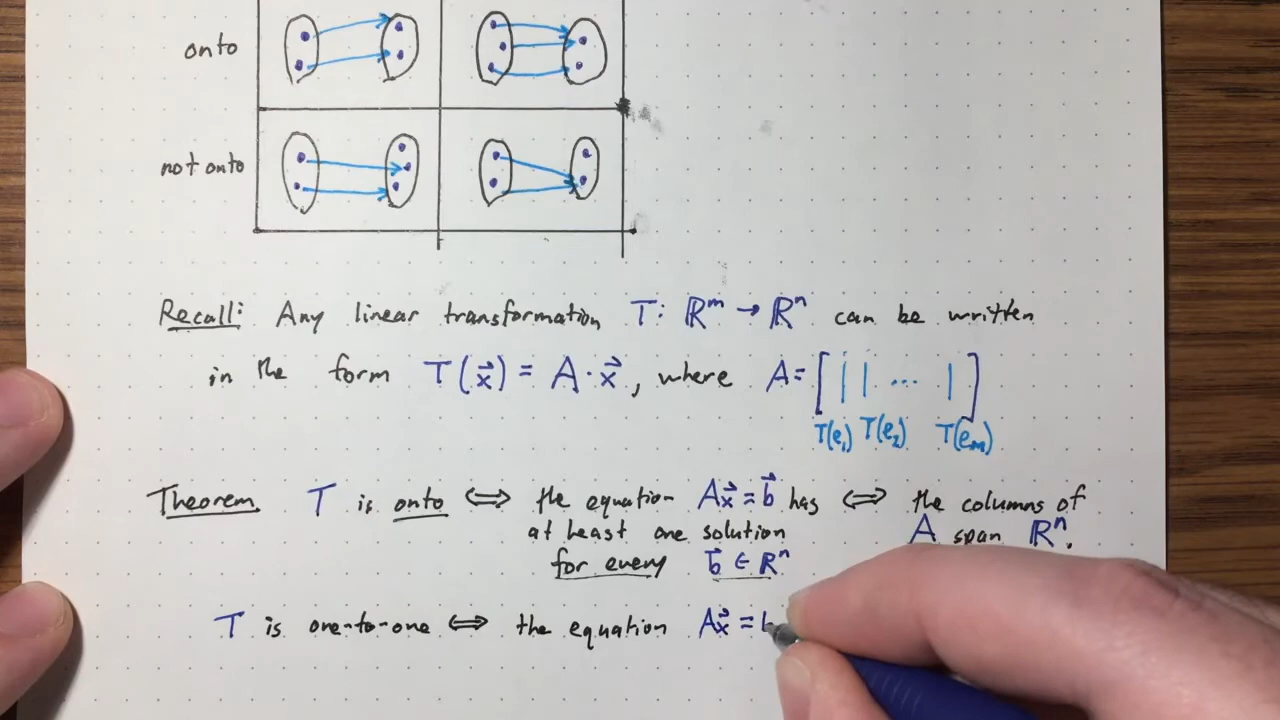 onto
not onto
Recall: Any linear transformation T: ℝᵐ → ℝⁿ can be written
in the form T(x⃗) = A·x⃗, where A = [| | ... |]
T(e₁) T(e₂) T(eₘ)
Theorem. T is onto ⟺ the equation Ax⃗ = b⃗ has ⟺ the columns of
at least one solution A span ℝⁿ.
for every b⃗ ∈ ℝⁿ
T is one-to-one ⟺ the equation Ax⃗ =